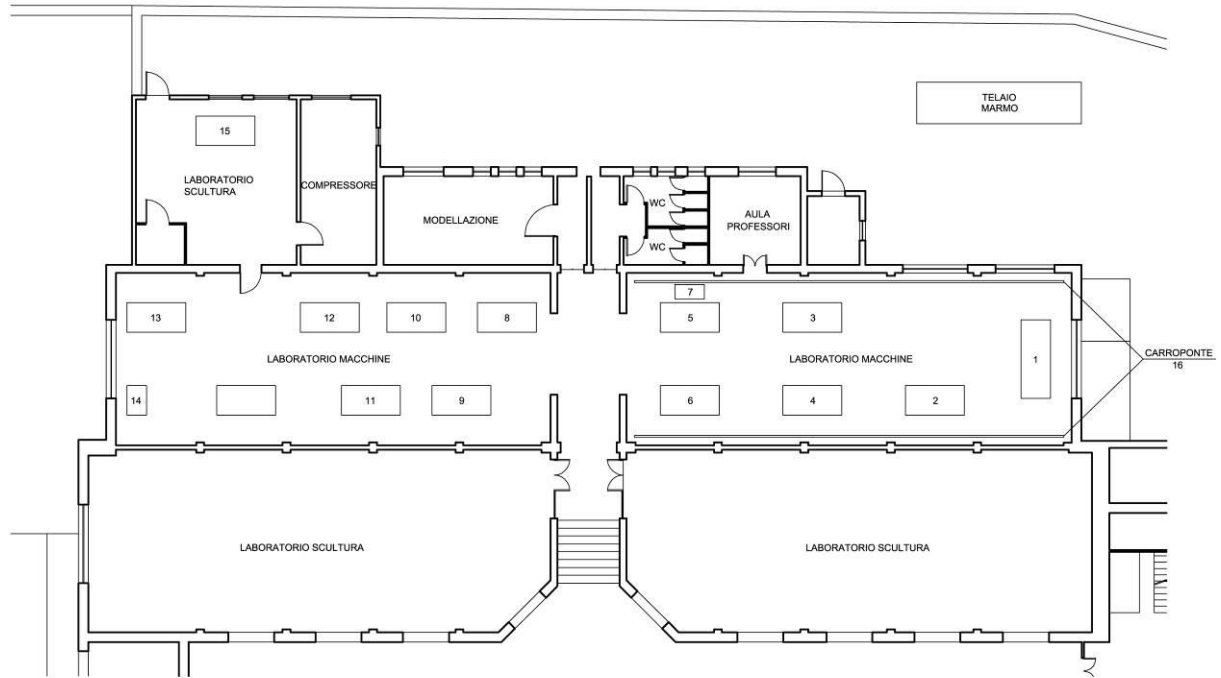 TELAIO
MARMO
15
LABORATORIO
SCULTURA
COMPRESSORE
MODELLAZIONE
WC
WC
AULA
PROFESSORI
7
13
12
10
8
5
3
1
LABORATORIO MACCHINE
LABORATORIO MACCHINE
CARROPONTE
16
14
11
9
6
4
2
LABORATORIO SCULTURA
LABORATORIO SCULTURA